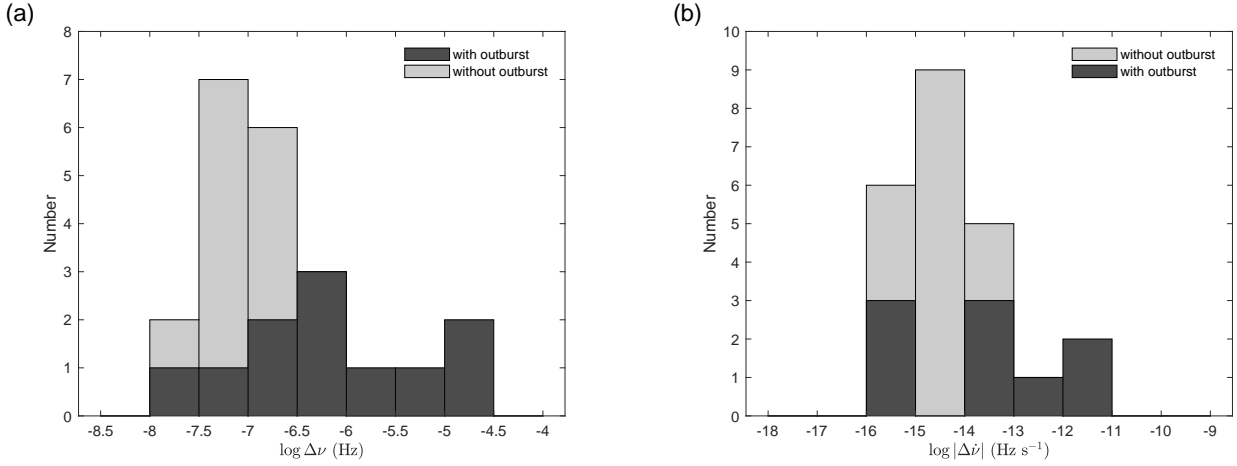 (a)
8
7
6
5
4
3
2
1
0
Number
with outburst
without outburst
-8.5 -8 -7.5 -7 -6.5 -6 -5.5 -5 -4.5 -4
log Δν (Hz)
(b)
10
9
8
7
6
5
4
3
2
1
0
Number
without outburst
with outburst
-18 -17 -16 -15 -14 -13 -12 -11 -10 -9
log |Δν̇| (Hz s⁻¹)